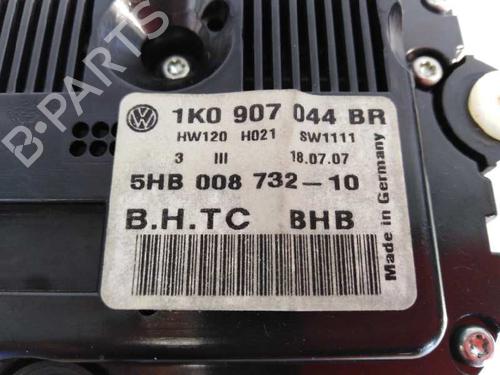 1K0 907 044 BR
HW120 H021 SW1111
3 III 18.07.07
5HB 008 732-10
B.H.TC BHB
Made in Germany